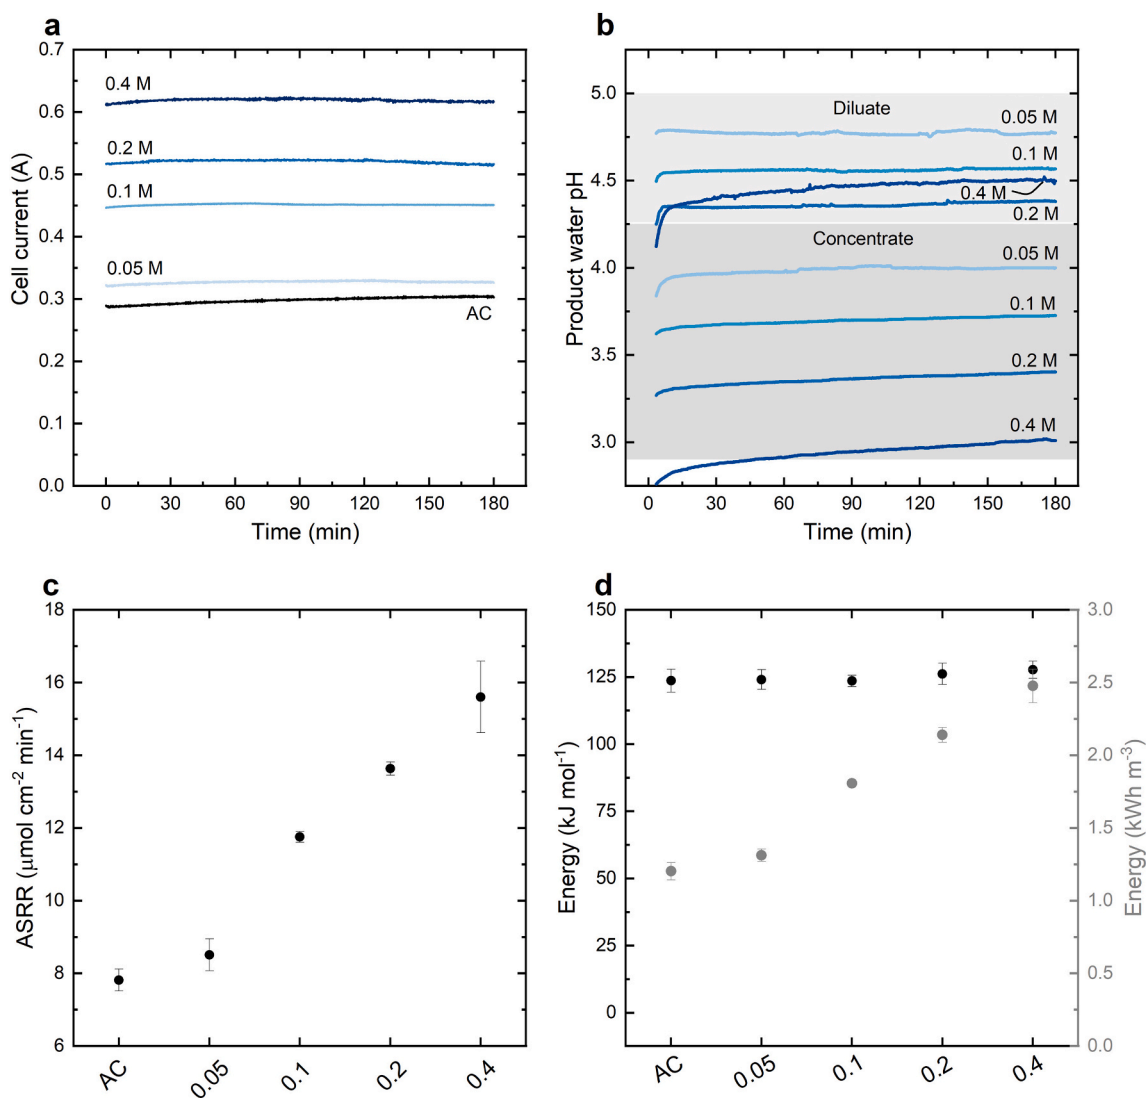 a
0.7
0.6
0.5
0.4
0.3
0.2
0.1
0.0
Cell current (A)
0.4 M
0.2 M
0.1 M
0.05 M
AC
0 30 60 90 120 150 180
Time (min)
b
5.0
4.5
4.0
3.5
3.0
Product water pH
Diluate
0.05 M
0.1 M
0.4 M
0.2 M
Concentrate
0.05 M
0.1 M
0.2 M
0.4 M
0 30 60 90 120 150 180
Time (min)
c
18
16
14
12
10
8
6
ASRR (μmol cm⁻² min⁻¹)
AC 0.05 0.1 0.2 0.4
d
150
125
100
75
50
25
0
Energy (kJ mol⁻¹)
3.0
2.5
2.0
1.5
1.0
0.5
0.0
Energy (kWh m⁻³)
AC 0.05 0.1 0.2 0.4